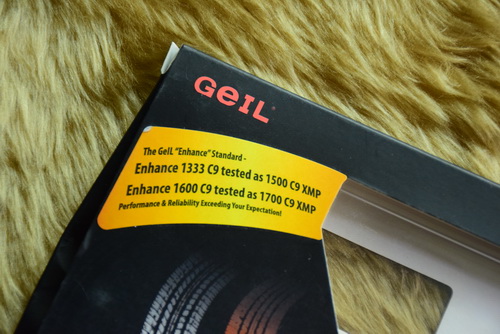 GeIL
The GeIL "Enhance" Standard -
Enhance 1333 C9 tested as 1500 C9 XMP
Enhance 1600 C9 tested as 1700 C9 XMP
Performance & Reliability Exceeding Your Expectation!